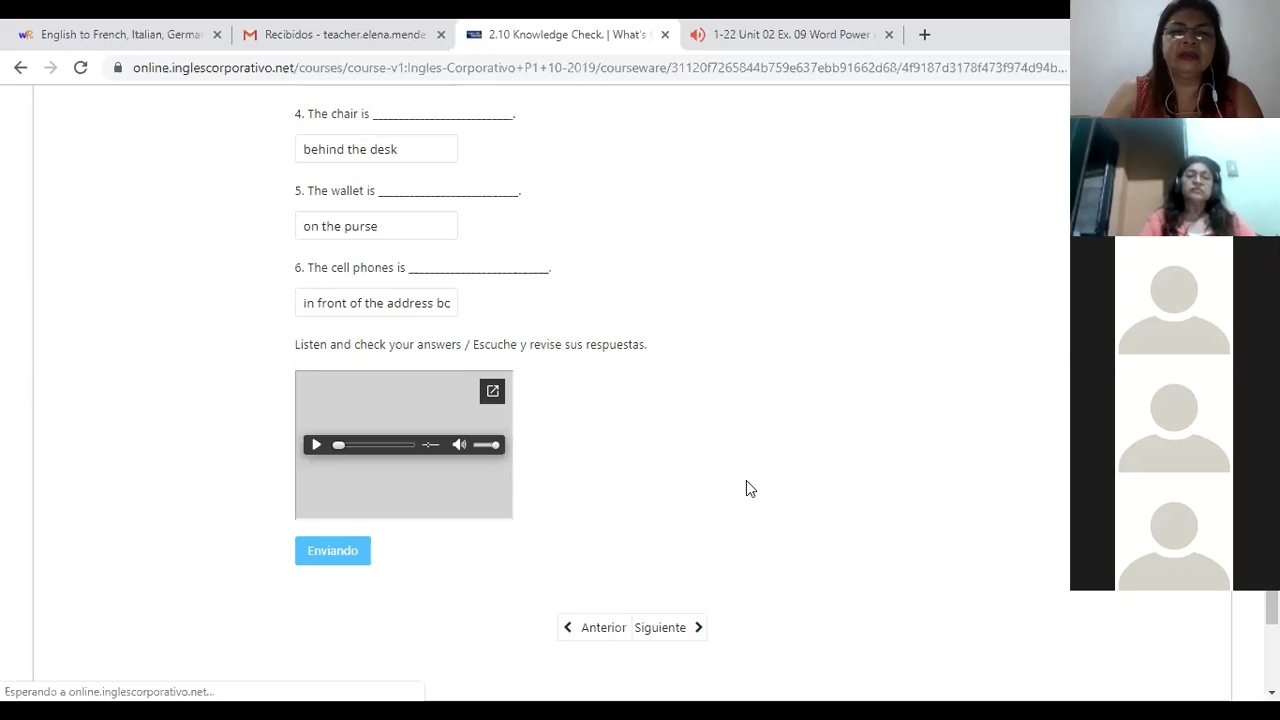 English to French, Italian, Germa
Recibidos - teacher.elena.mende
2.10 Knowledge Check. | What's
1-22 Unit 02 Ex. 09 Word Power
online.inglescorporativo.net/courses/course-v1:Ingles-Corporativo+P1+10-2019/courseware/31120f7265844b759e637ebb91662d68/4f9187d3178f473f974d94b...
4. The chair is ___________________________.
behind the desk
5. The wallet is ___________________________.
on the purse
6. The cell phones is ___________________________.
in front of the address bc
Listen and check your answers / Escuche y revise sus respuestas.
Enviando
Anterior Siguiente
Esperando a online.inglescorporativo.net...